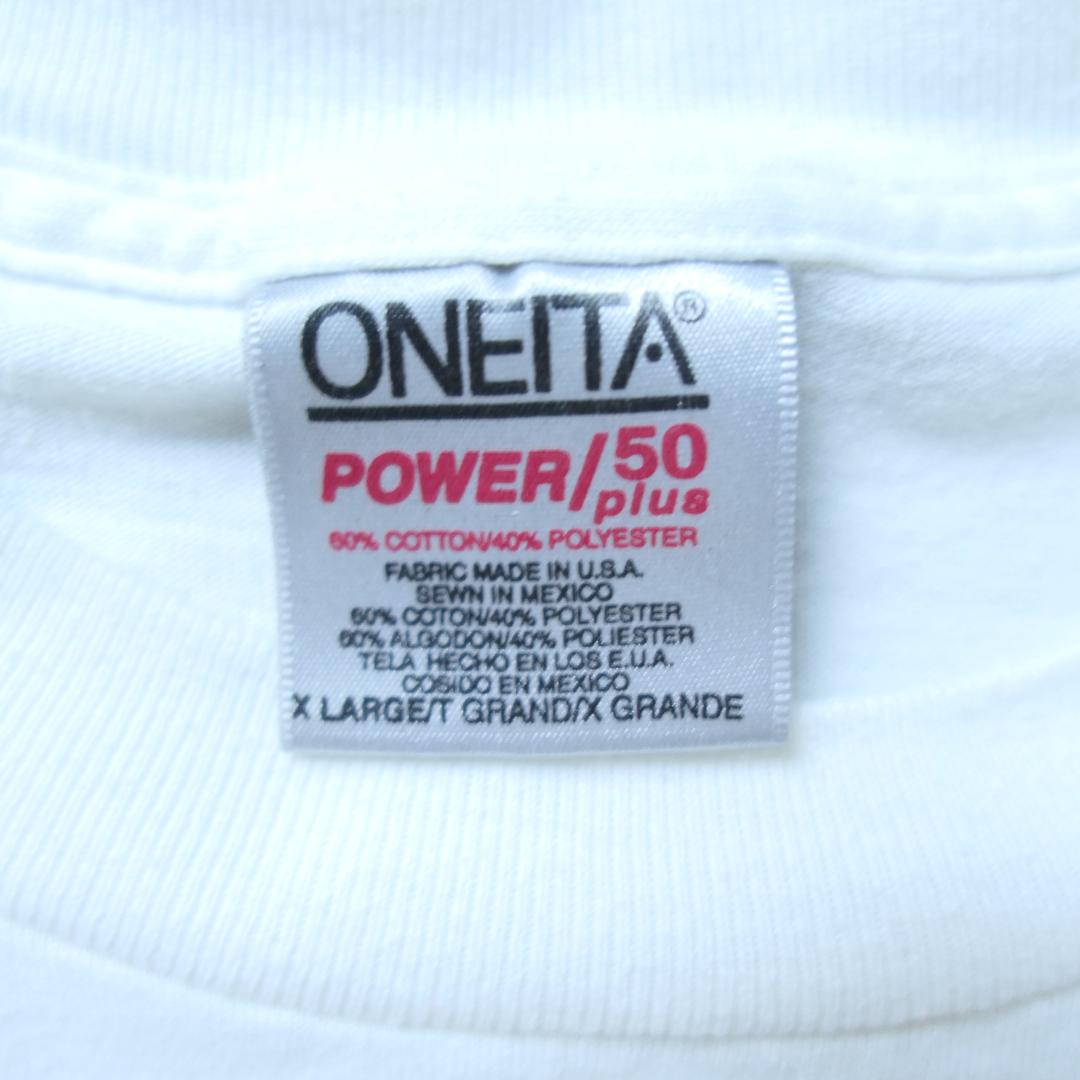 ONEITA®
POWER/50
plus
60% COTTON/40% POLYESTER
FABRIC MADE IN U.S.A.
SEWN IN MEXICO
60% COTON/40% POLYESTER
60% ALGODON/40% POLIESTER
TELA HECHO EN LOS E.U.A.
COSIDO EN MEXICO
X LARGE/T GRAND/X GRANDE